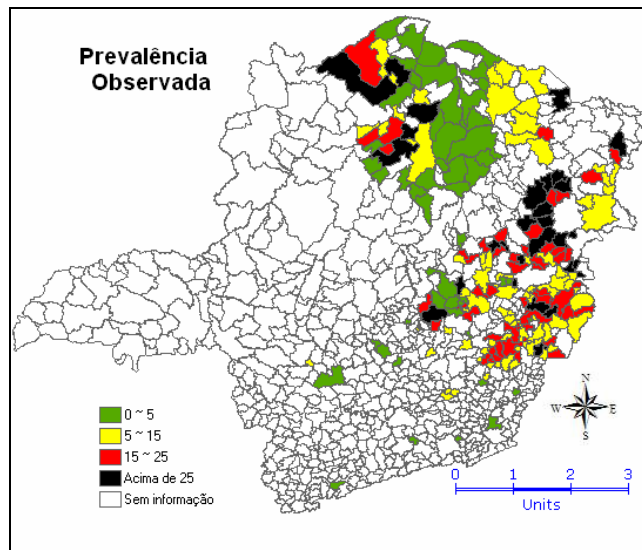 Prevalência
Observada
0 ~ 5
5 ~ 15
15 ~ 25
Acima de 25
Sem informação
N
W E
S
0 1 2 3
Units